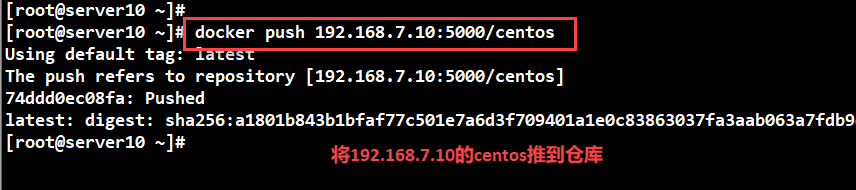 [root@server10 ~]#
[root@server10 ~]# docker push 192.168.7.10:5000/centos
Using default tag: latest
The push refers to repository [192.168.7.10:5000/centos]
74ddd0ec08fa: Pushed
latest: digest: sha256:a1801b843b1bfaf77c501e7a6d3f709401a1e0c83863037fa3aab063a7fdb9
[root@server10 ~]#
将192.168.7.10的centos推到仓库